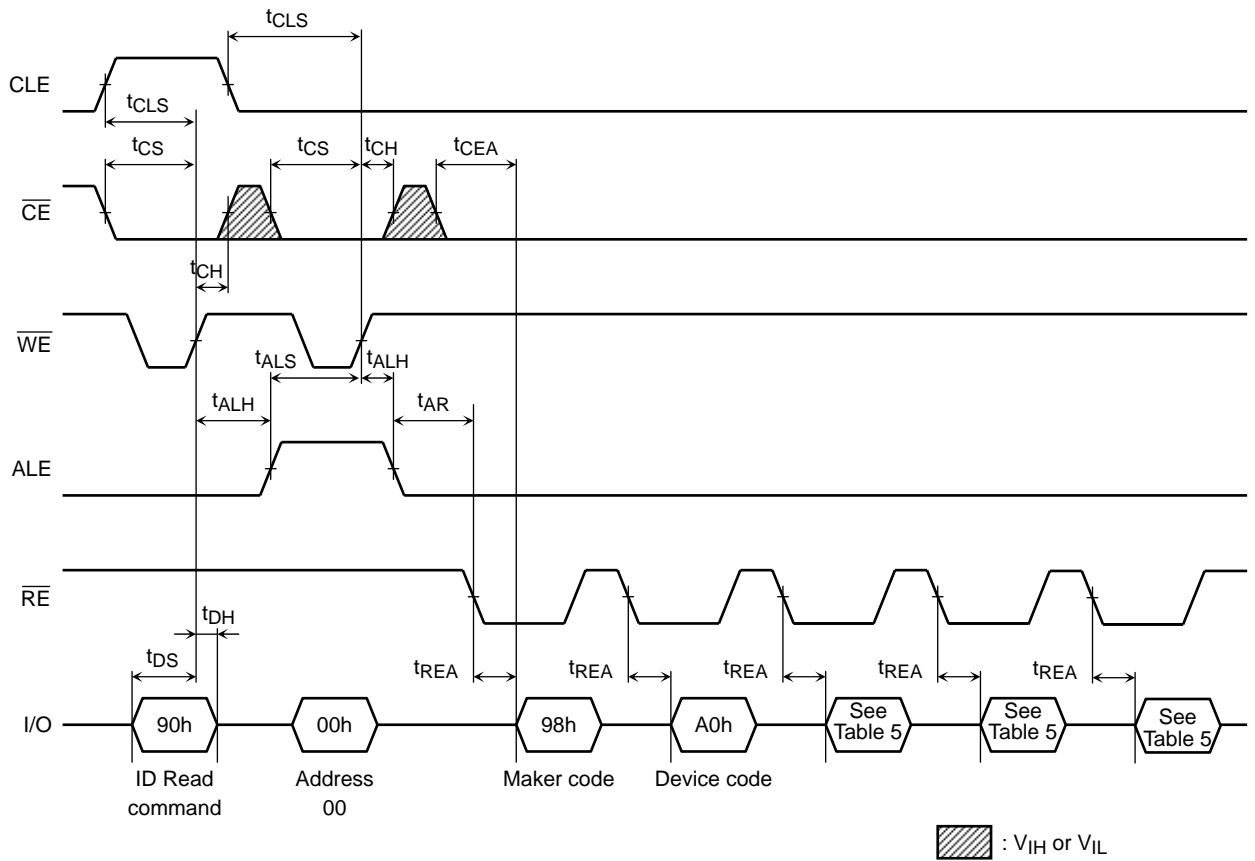 tCLS
CLE
tCLS
tCS
tCS
tCH
tCEA
CE
tCH
WE
tALS
tALH
tALH
tAR
ALE
RE
tDH
tDS
tREA
tREA
tREA
tREA
tREA
I/O
90h
00h
98h
A0h
See
Table 5
See
Table 5
See
Table 5
ID Read
command
Address
00
Maker code
Device code
: VIH or VIL